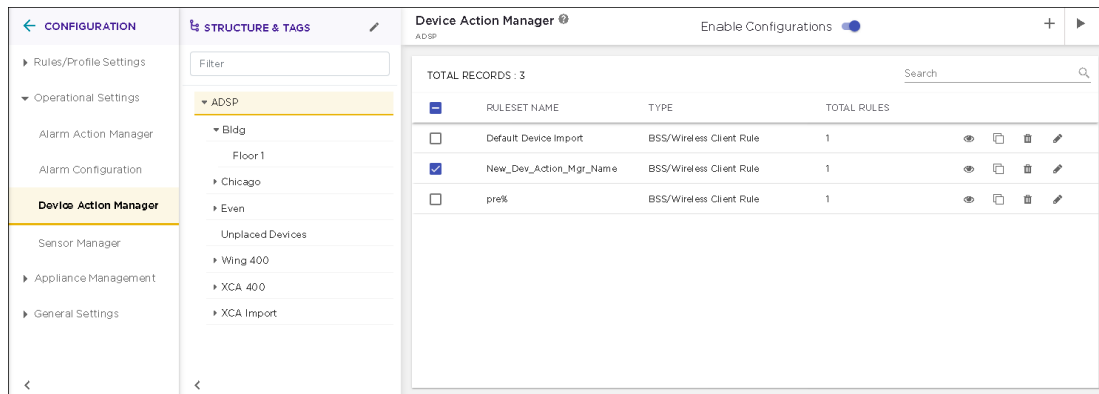 CONFIGURATION
Rules/Profile Settings
Operational Settings
Alarm Action Manager
Alarm Configuration
Device Action Manager
Sensor Manager
Appliance Management
General Settings
STRUCTURE & TAGS
Filter
ADSP
Bldg
Floor 1
Chicago
Even
Unplaced Devices
Wing 400
XCA 400
XCA Import
Device Action Manager
ADSP
Enable Configurations
TOTAL RECORDS : 3
Search
RULESET NAME TYPE TOTAL RULES
Default Device Import BSS/Wireless Client Rule 1
New_Dev_Action_Mgr_Name BSS/Wireless Client Rule 1
pre% BSS/Wireless Client Rule 1